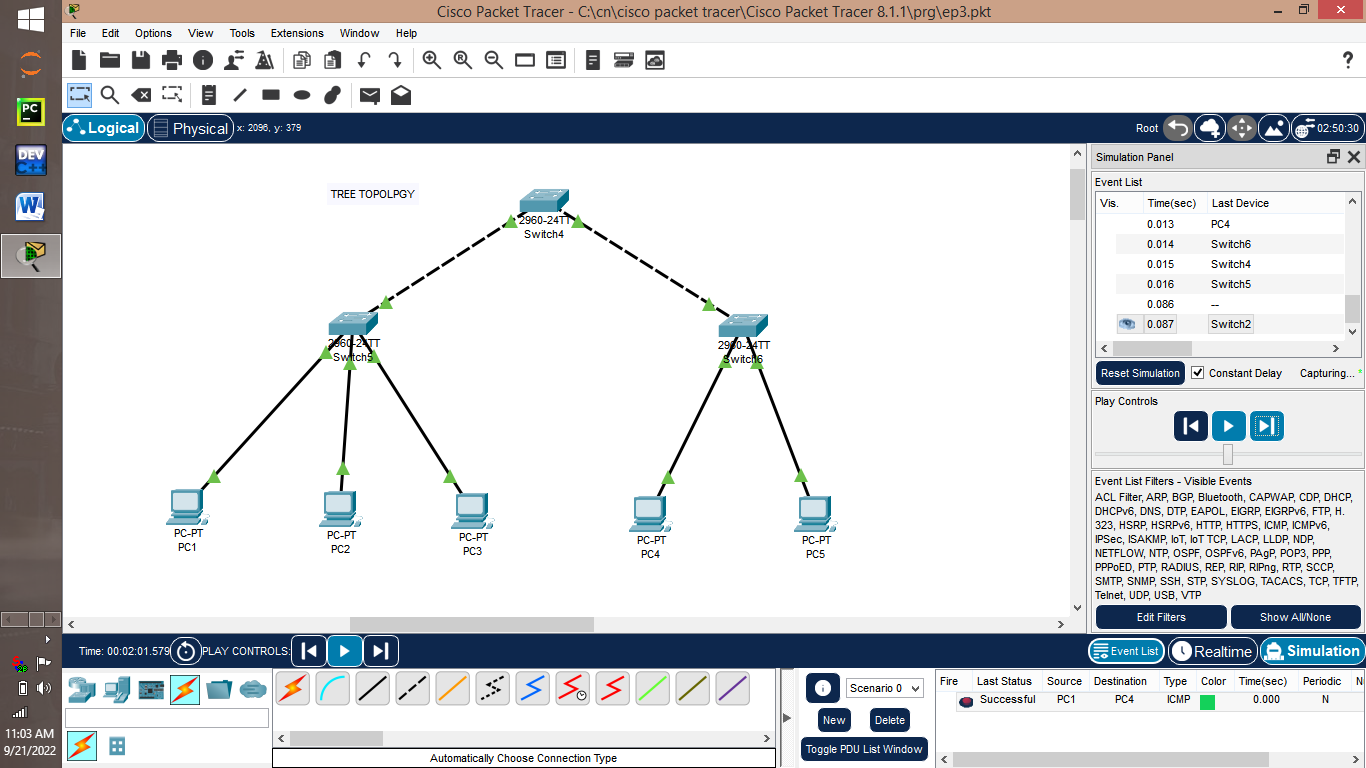 Cisco Packet Tracer - C:\cn\cisco packet tracer\Cisco Packet Tracer 8.1.1\prg\ep3.pkt
File Edit Options View Tools Extensions Window Help
?
PC
DEV
C++
W
Logical Physical x: 2096, y: 379
Root 02:50:30
TREE TOPOLPGY
2960-24TT
Switch4
2960-24TT
Switch5
2960-24TT
Switch6
PC-PT
PC1
PC-PT
PC2
PC-PT
PC3
PC-PT
PC4
PC-PT
PC5
Simulation Panel
Event List
Vis. Time(sec) Last Device
0.013 PC4
0.014 Switch6
0.015 Switch4
0.016 Switch5
0.086 --
0.087 Switch2
Reset Simulation Constant Delay Capturing... *
Play Controls
Event List Filters - Visible Events
ACL Filter, ARP, BGP, Bluetooth, CAPWAP, CDP, DHCP,
DHCPv6, DNS, DTP, EAPOL, EIGRP, EIGRPv6, FTP, H.
323, HSRP, HSRPv6, HTTP, HTTPS, ICMP, ICMPv6,
IPSec, ISAKMP, IoT, IoT TCP, LACP, LLDP, NDP,
NETFLOW, NTP, OSPF, OSPFv6, PAgP, POP3, PPP,
PPPoED, PTP, RADIUS, REP, RIP, RIPng, RTP, SCCP,
SMTP, SNMP, SSH, STP, SYSLOG, TACACS, TCP, TFTP,
Telnet, UDP, USB, VTP
Edit Filters Show All/None
Time: 00:02:01.579 PLAY CONTROLS:
Event List Realtime Simulation
Automatically Choose Connection Type
Scenario 0
New Delete
Toggle PDU List Window
Fire Last Status Source Destination Type Color Time(sec) Periodic N
Successful PC1 PC4 ICMP 0.000 N
11:03 AM
9/21/2022